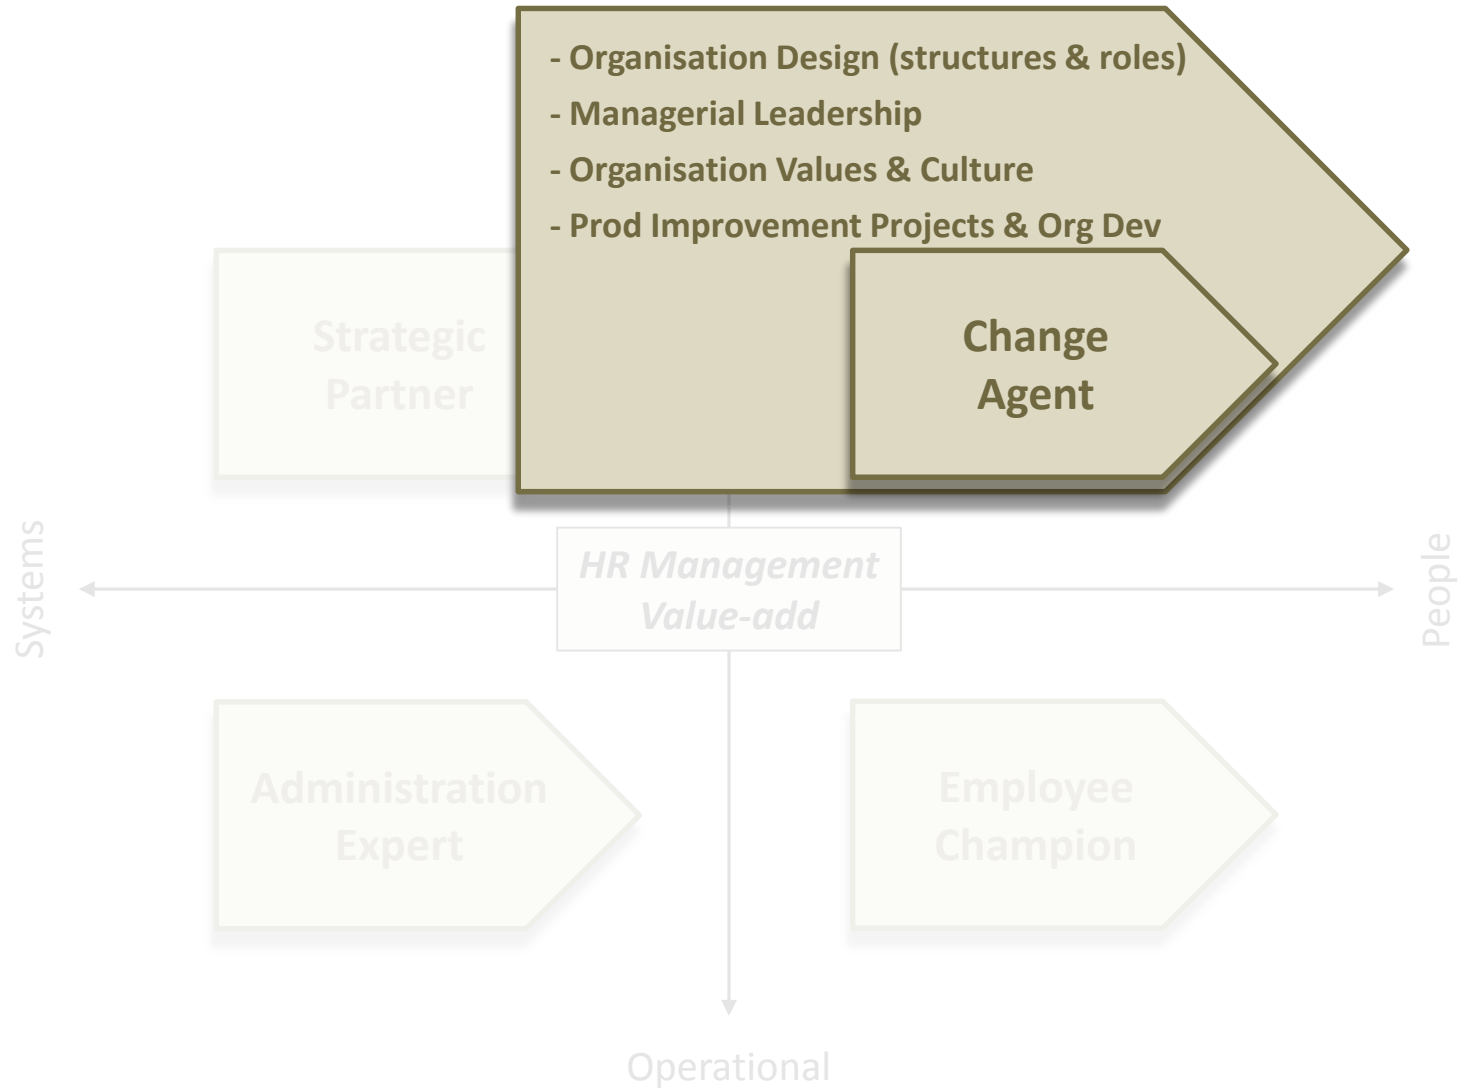 - Organisation Design (structures & roles)
- Managerial Leadership
- Organisation Values & Culture
- Prod Improvement Projects & Org Dev
Strategic
Partner
Change
Agent
Systems
HR Management
Value-add
People
Administration
Expert
Employee
Champion
Operational